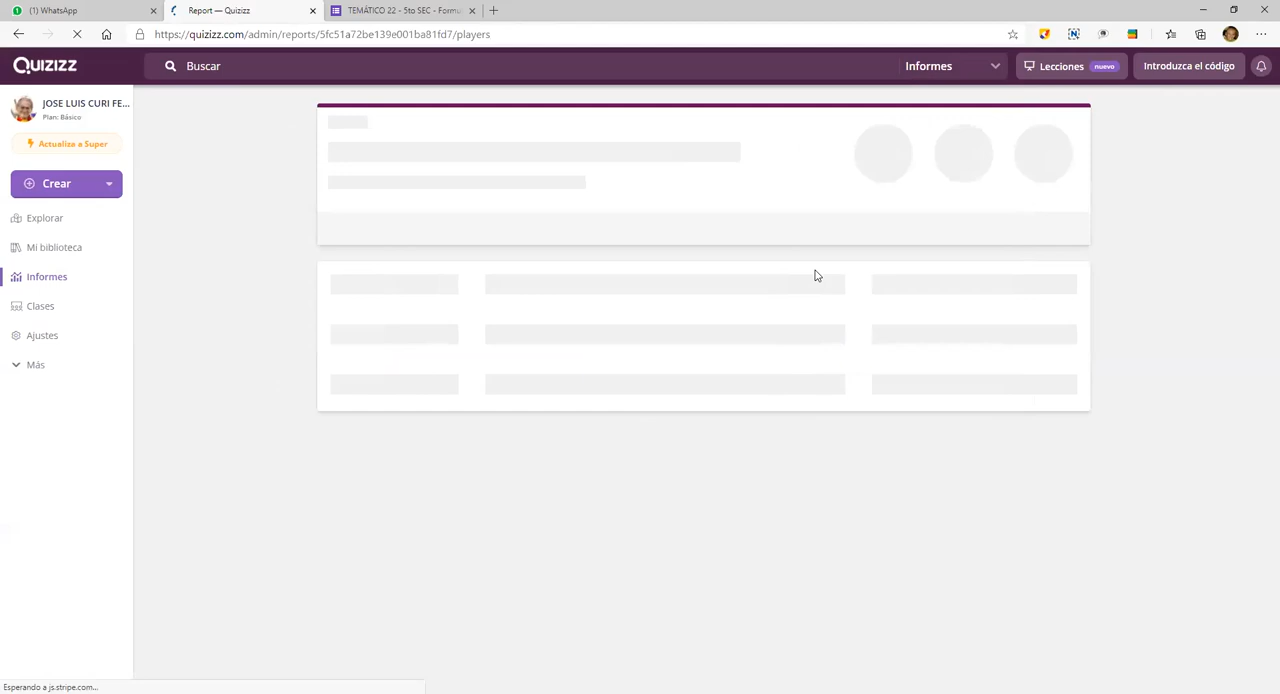 (1) WhatsApp
Report — Quizizz
TEMÁTICO 22 - 5to SEC - Formu
https://quizizz.com/admin/reports/5fc51a72be139e001ba81fd7/players
Quizizz
Buscar
Informes
Lecciones nuevo
Introduzca el código
JOSE LUIS CURI FE...
Plan: Básico
Actualiza a Super
Crear
Explorar
Mi biblioteca
Informes
Clases
Ajustes
Más
Esperando a js.stripe.com...